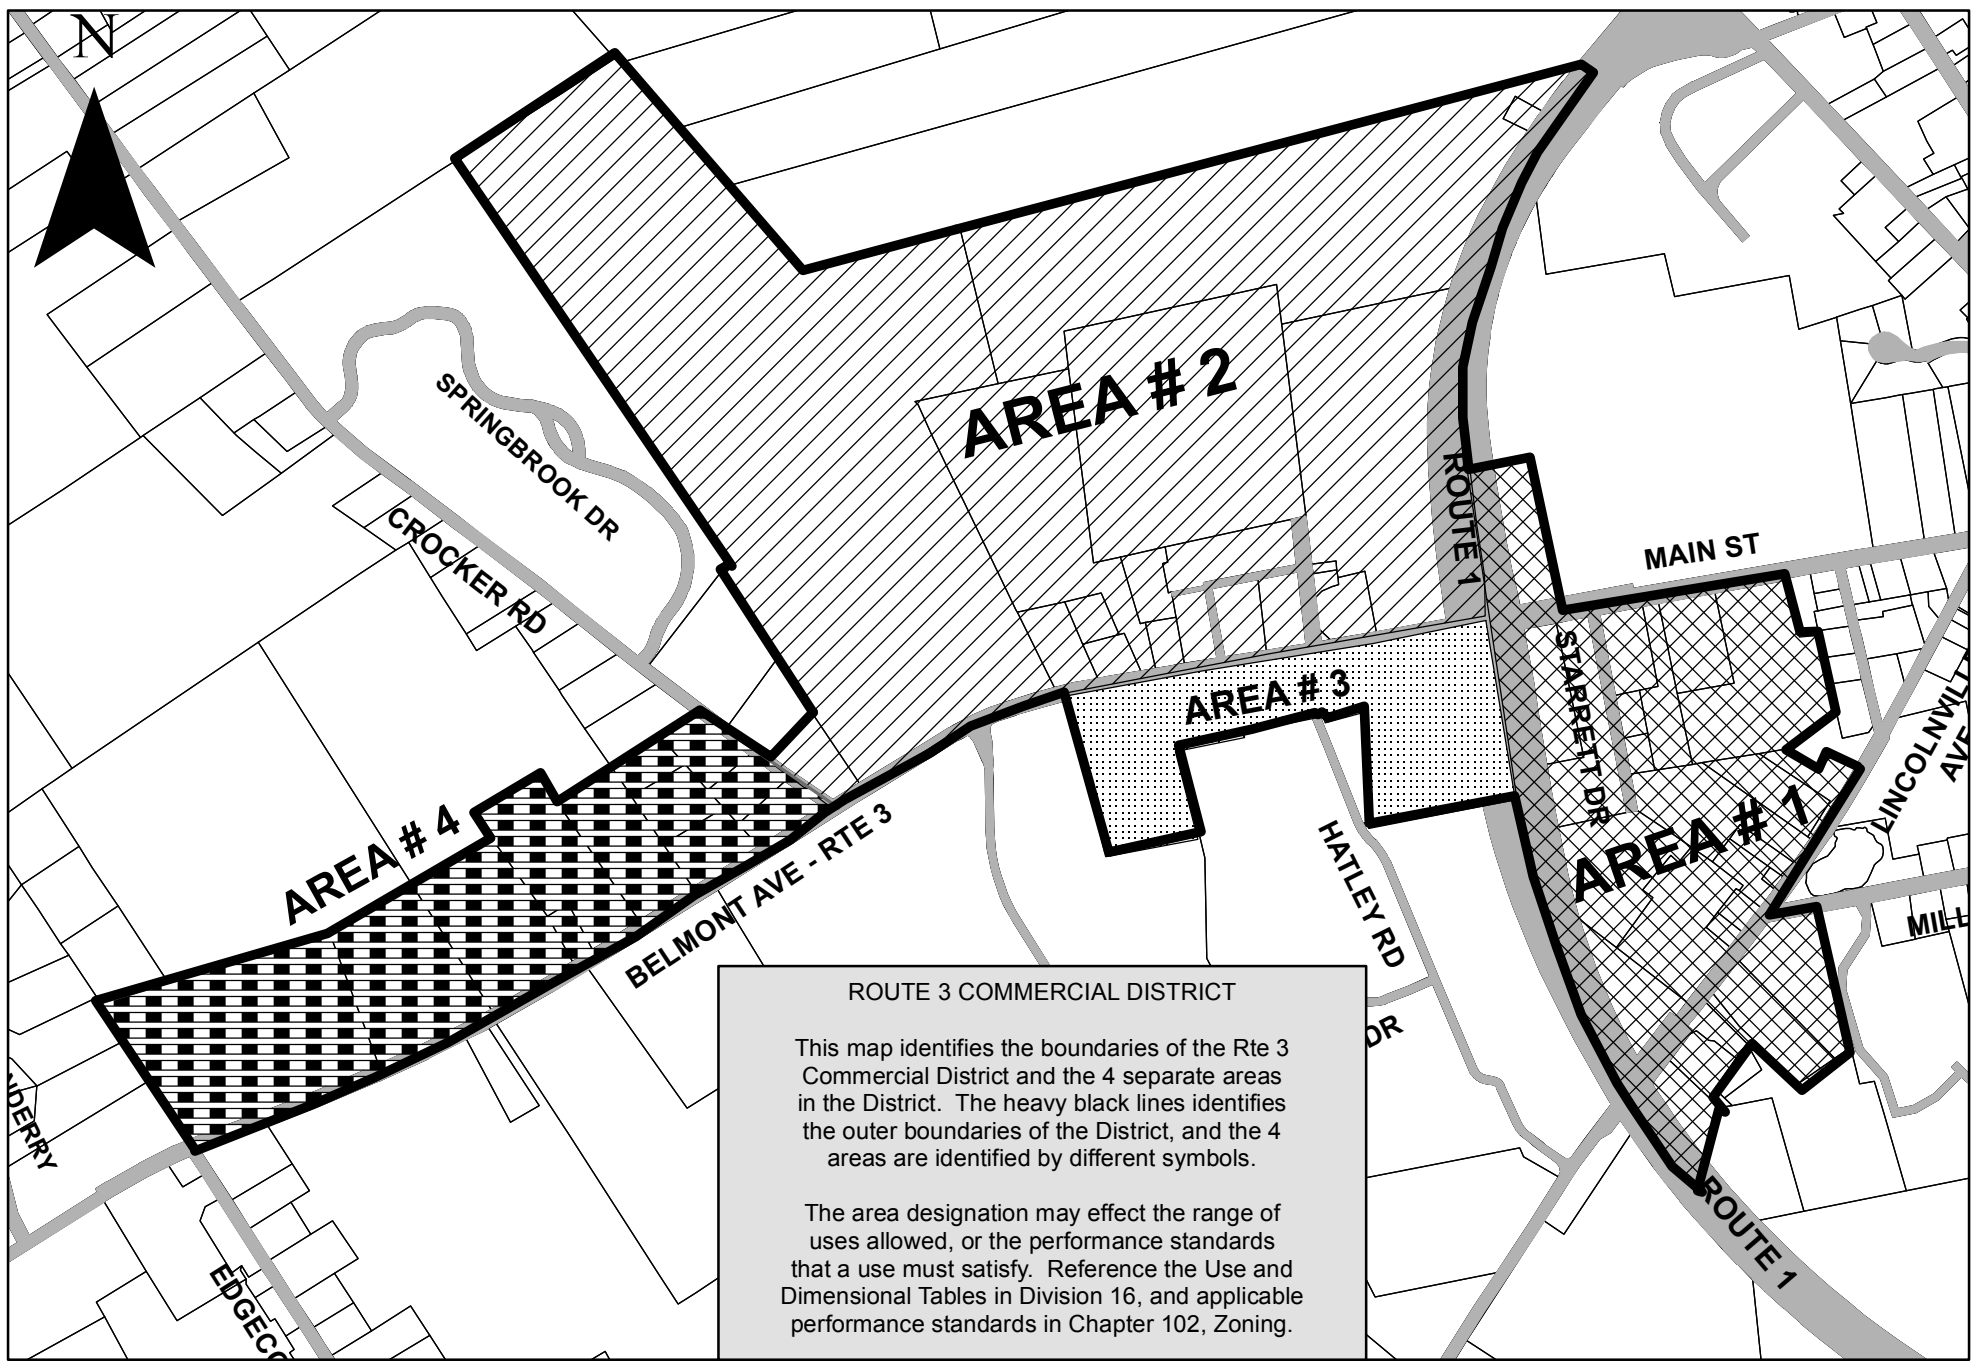 N
SPRINGBROOK DR
CROCKER RD
AREA # 2
ROUTE 1
MAIN ST
STARRETT DR
AREA # 3
LINCOLNVILL
AVE
AREA # 1
AREA # 4
BELMONT AVE - RTE 3
HATLEY RD
MILL
DR
NDERRY
EDGECO
ROUTE 1
ROUTE 3 COMMERCIAL DISTRICT
This map identifies the boundaries of the Rte 3
Commercial District and the 4 separate areas
in the District.  The heavy black lines identifies
the outer boundaries of the District, and the 4
areas are identified by different symbols.
The area designation may effect the range of
uses allowed, or the performance standards
that a use must satisfy.  Reference the Use and
Dimensional Tables in Division 16, and applicable
performance standards in Chapter 102, Zoning.